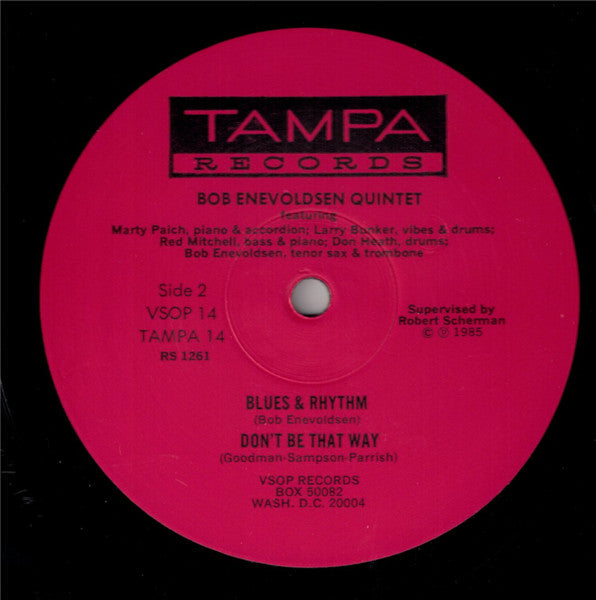 TAMPA
RECORDS
BOB ENEVOLDSEN QUINTET
featuring
Marty Paich, piano & accordion; Larry Bunker, vibes & drums;
Red Mitchell, bass & piano; Don Heath, drums;
Bob Enevoldsen, tenor sax & trombone
Side 2
VSOP 14
TAMPA 14
RS 1261
Supervised by
Robert Scherman
© ℗ 1985
BLUES & RHYTHM
(Bob Enevoldsen)
DON'T BE THAT WAY
(Goodman-Sampson-Parrish)
VSOP RECORDS
BOX 50082
WASH. D.C. 20004